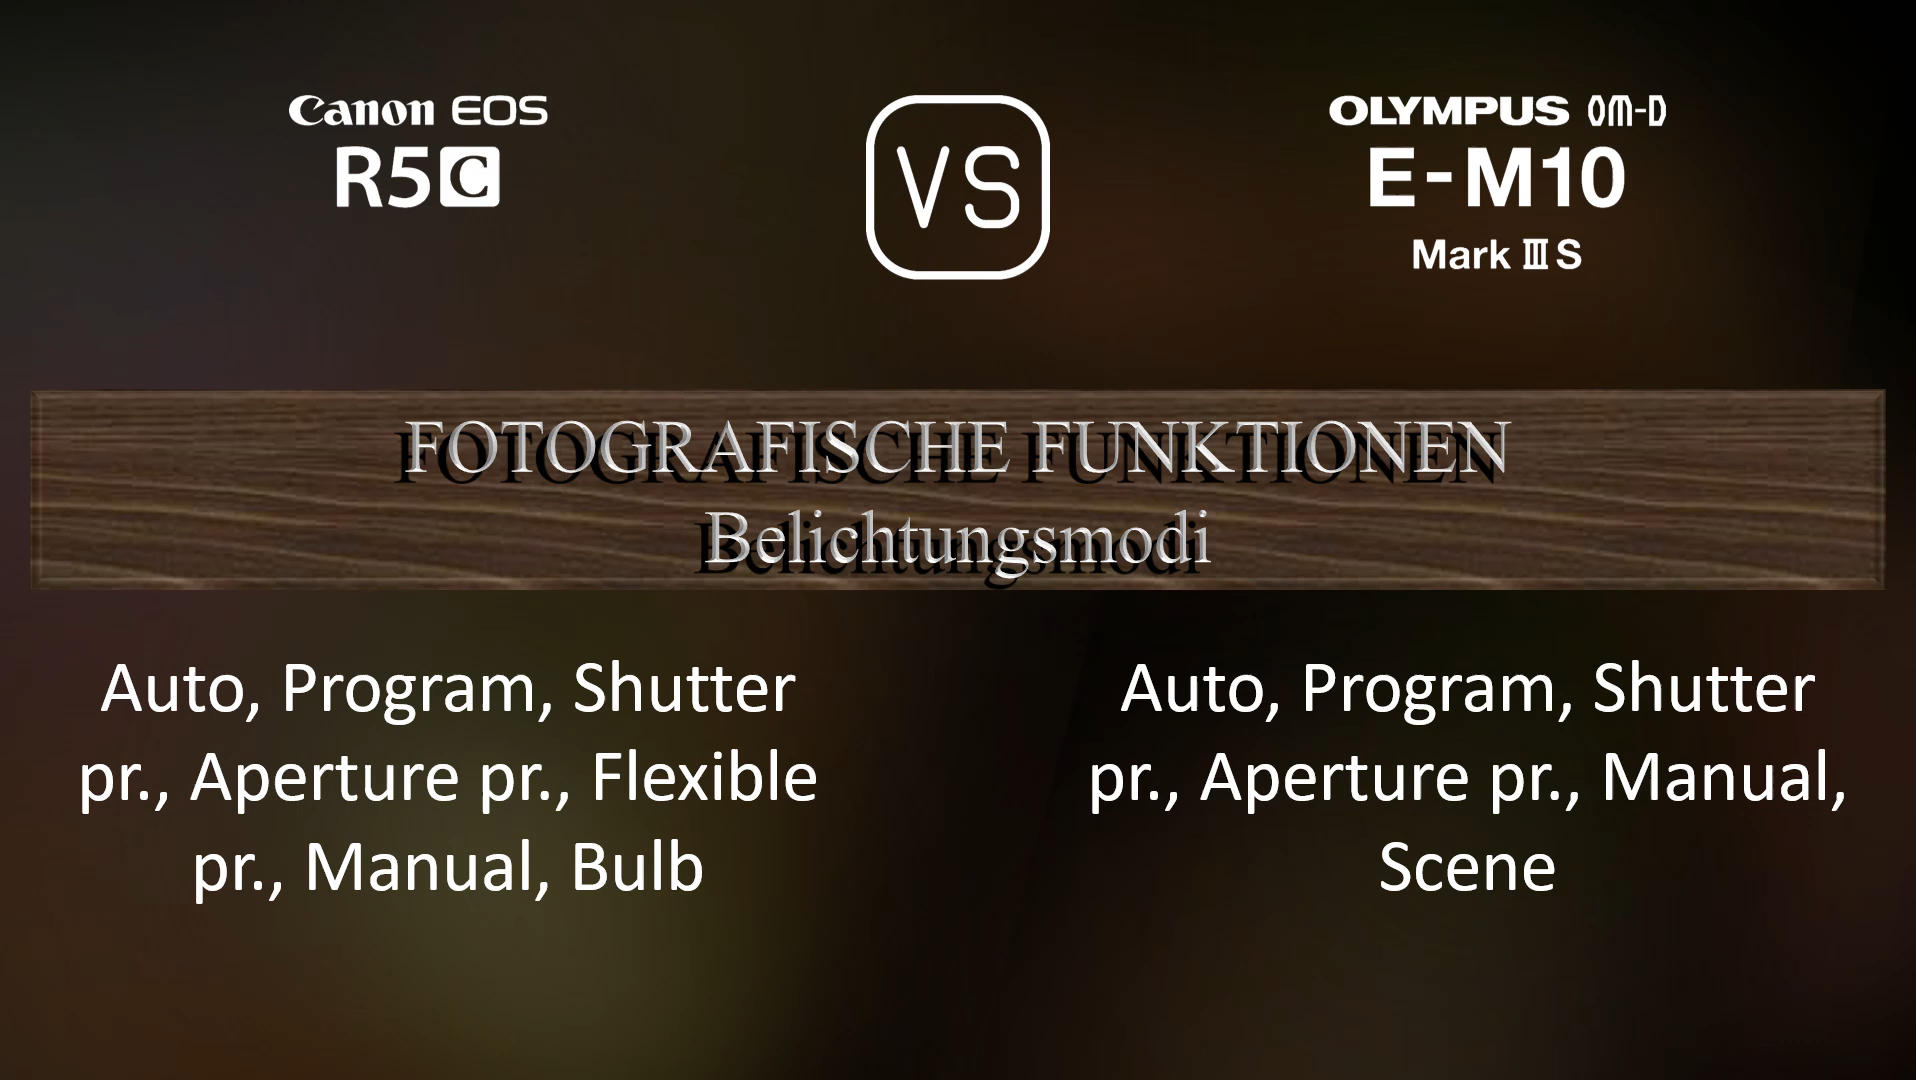 Canon EOS
R5 C
VS
OLYMPUS OM-D
E-M10
Mark III S
FOTOGRAFISCHE FUNKTIONEN
Belichtungsmodi
Auto, Program, Shutter
pr., Aperture pr., Flexible
pr., Manual, Bulb
Auto, Program, Shutter
pr., Aperture pr., Manual,
Scene